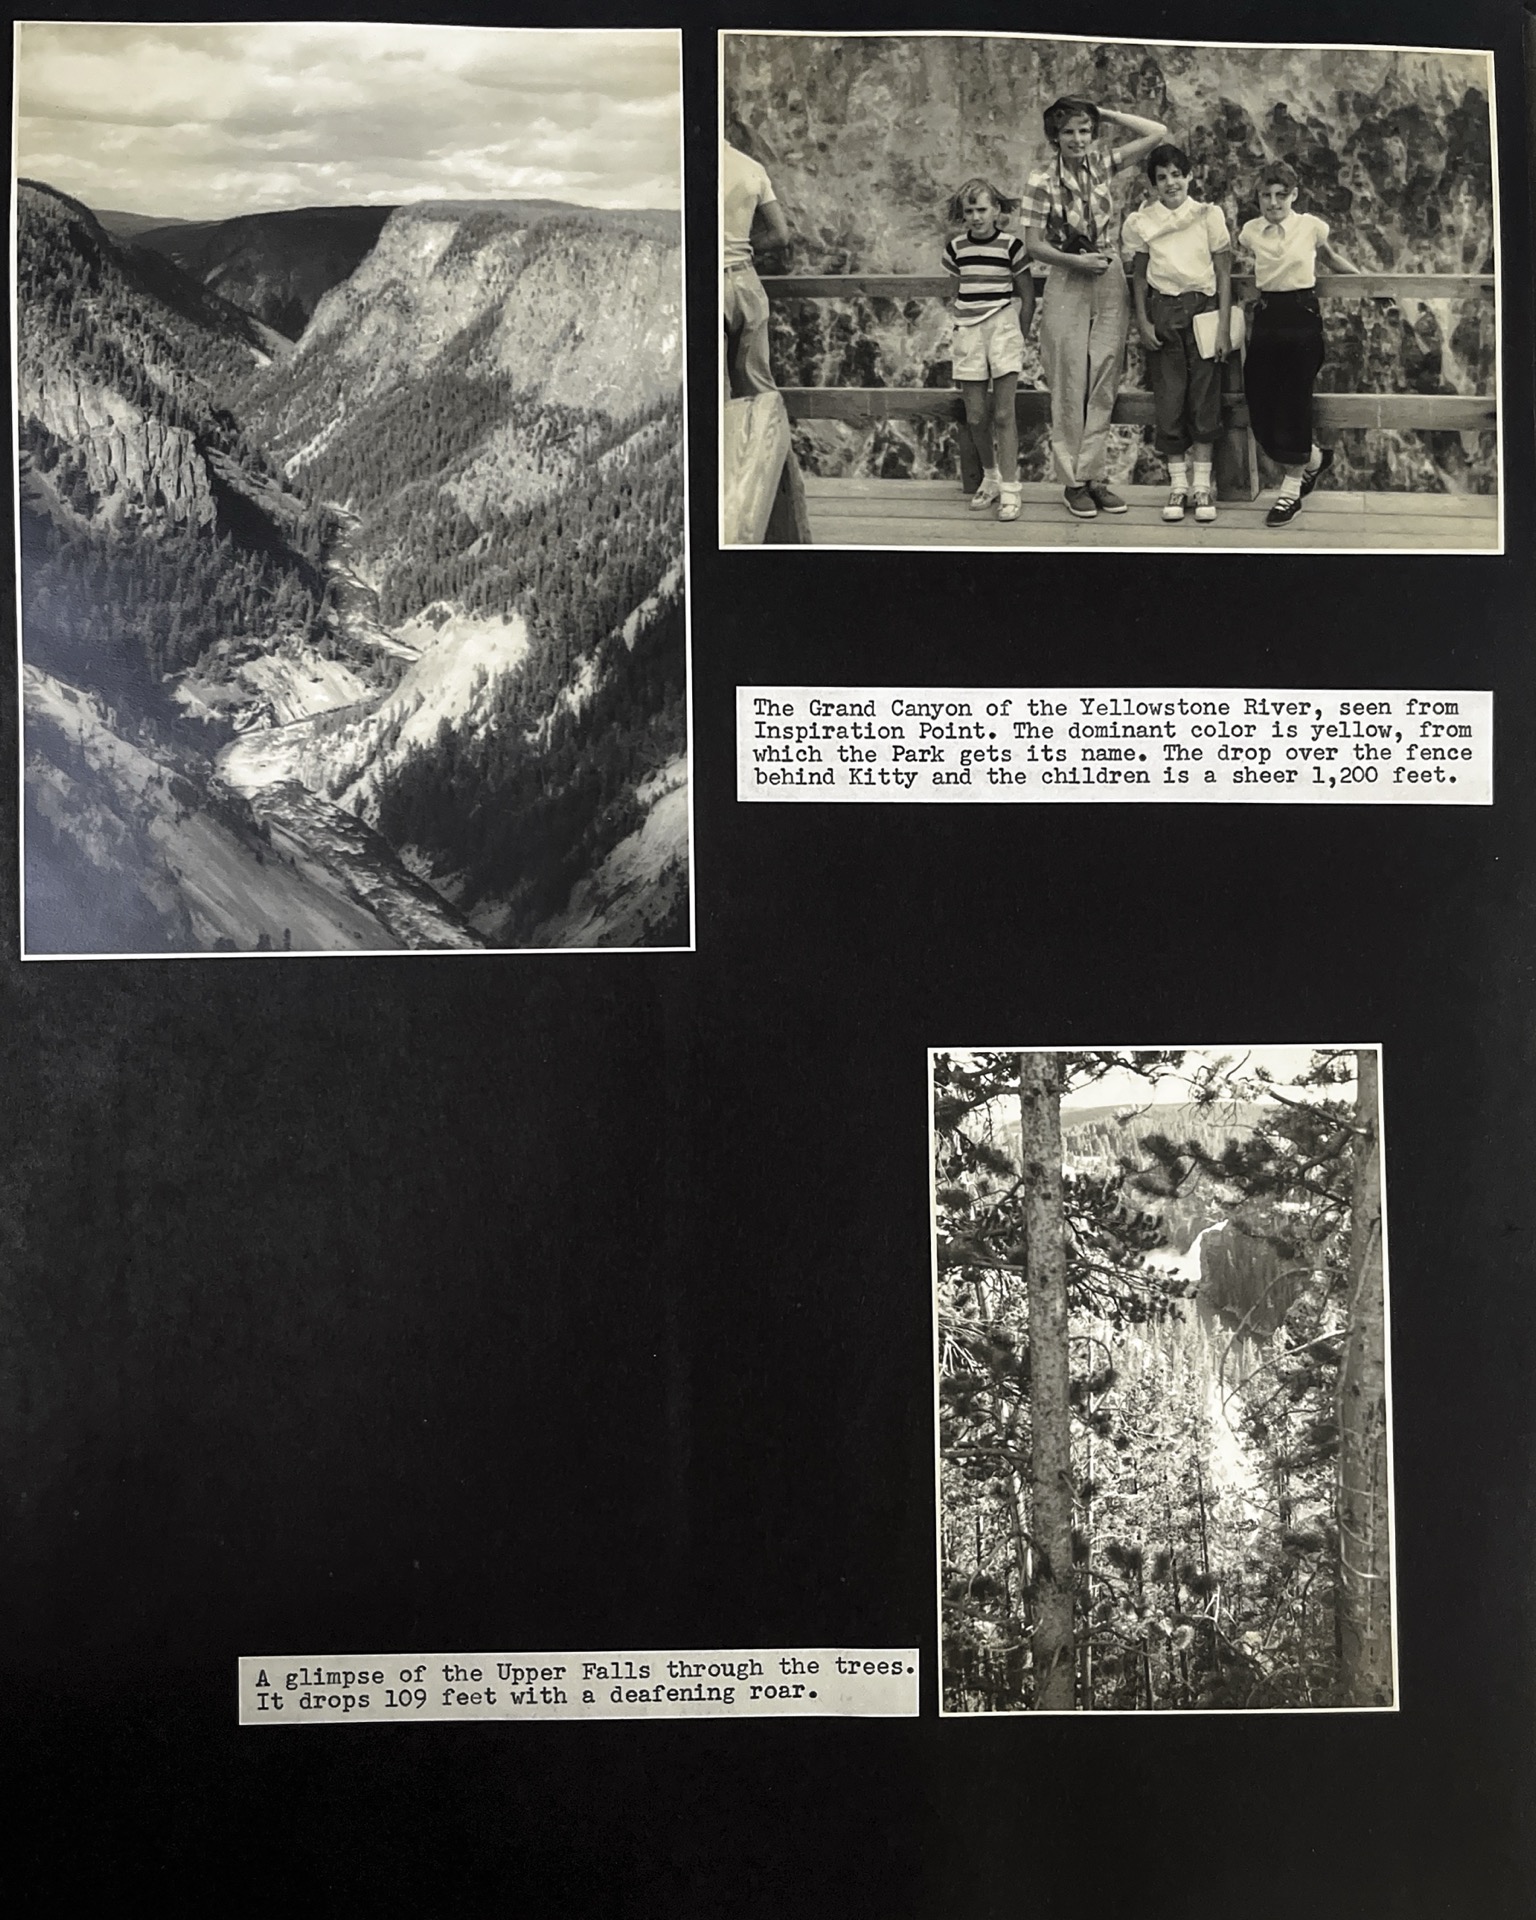 The Grand Canyon of the Yellowstone River, seen from
Inspiration Point. The dominant color is yellow, from
which the Park gets its name. The drop over the fence
behind Kitty and the children is a sheer 1,200 feet.
A glimpse of the Upper Falls through the trees.
It drops 109 feet with a deafening roar.